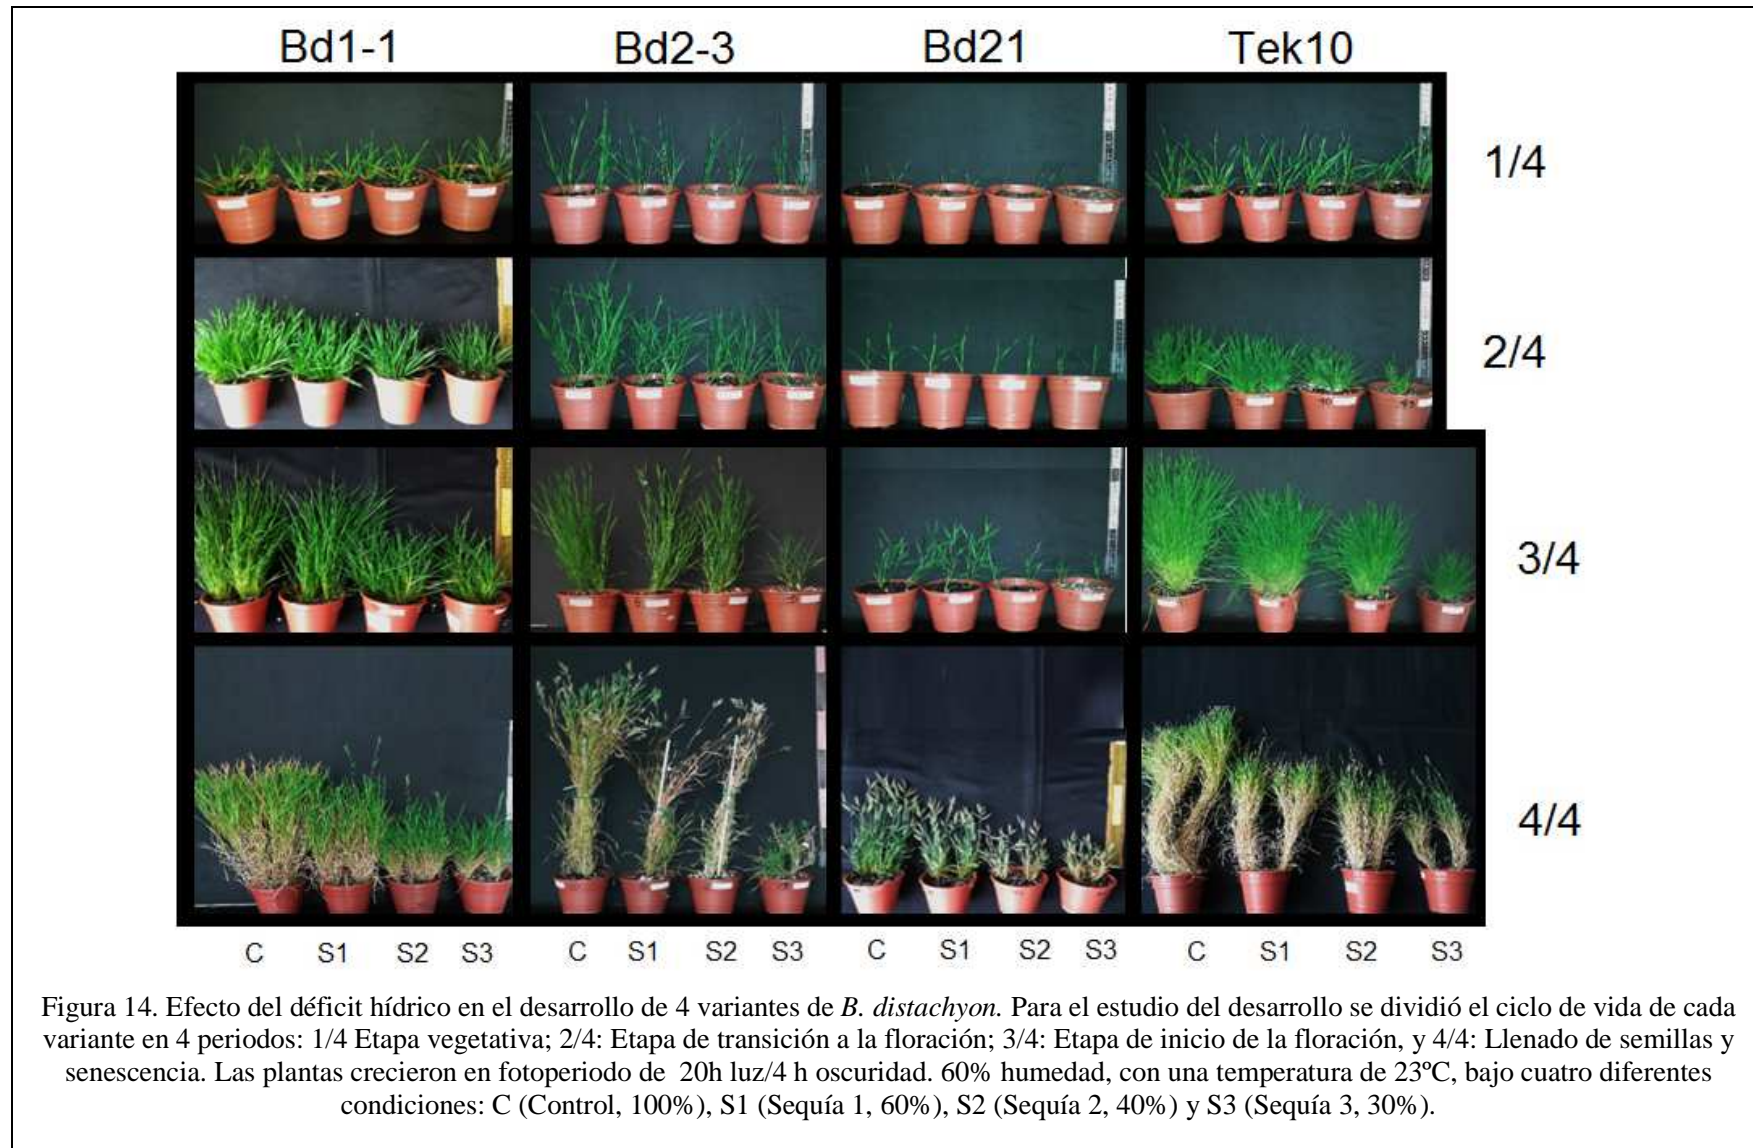 Bd1-1 Bd2-3 Bd21 Tek10
1/4
2/4
3/4
4/4
C S1 S2 S3 C S1 S2 S3 C S1 S2 S3 C S1 S2 S3
Figura 14. Efecto del déficit hídrico en el desarrollo de 4 variantes de B. distachyon. Para el estudio del desarrollo se dividió el ciclo de vida de cada
variante en 4 periodos: 1/4 Etapa vegetativa; 2/4: Etapa de transición a la floración; 3/4: Etapa de inicio de la floración, y 4/4: Llenado de semillas y
senescencia. Las plantas crecieron en fotoperiodo de 20h luz/4 h oscuridad. 60% humedad, con una temperatura de 23ºC, bajo cuatro diferentes
condiciones: C (Control, 100%), S1 (Sequía 1, 60%), S2 (Sequía 2, 40%) y S3 (Sequía 3, 30%).